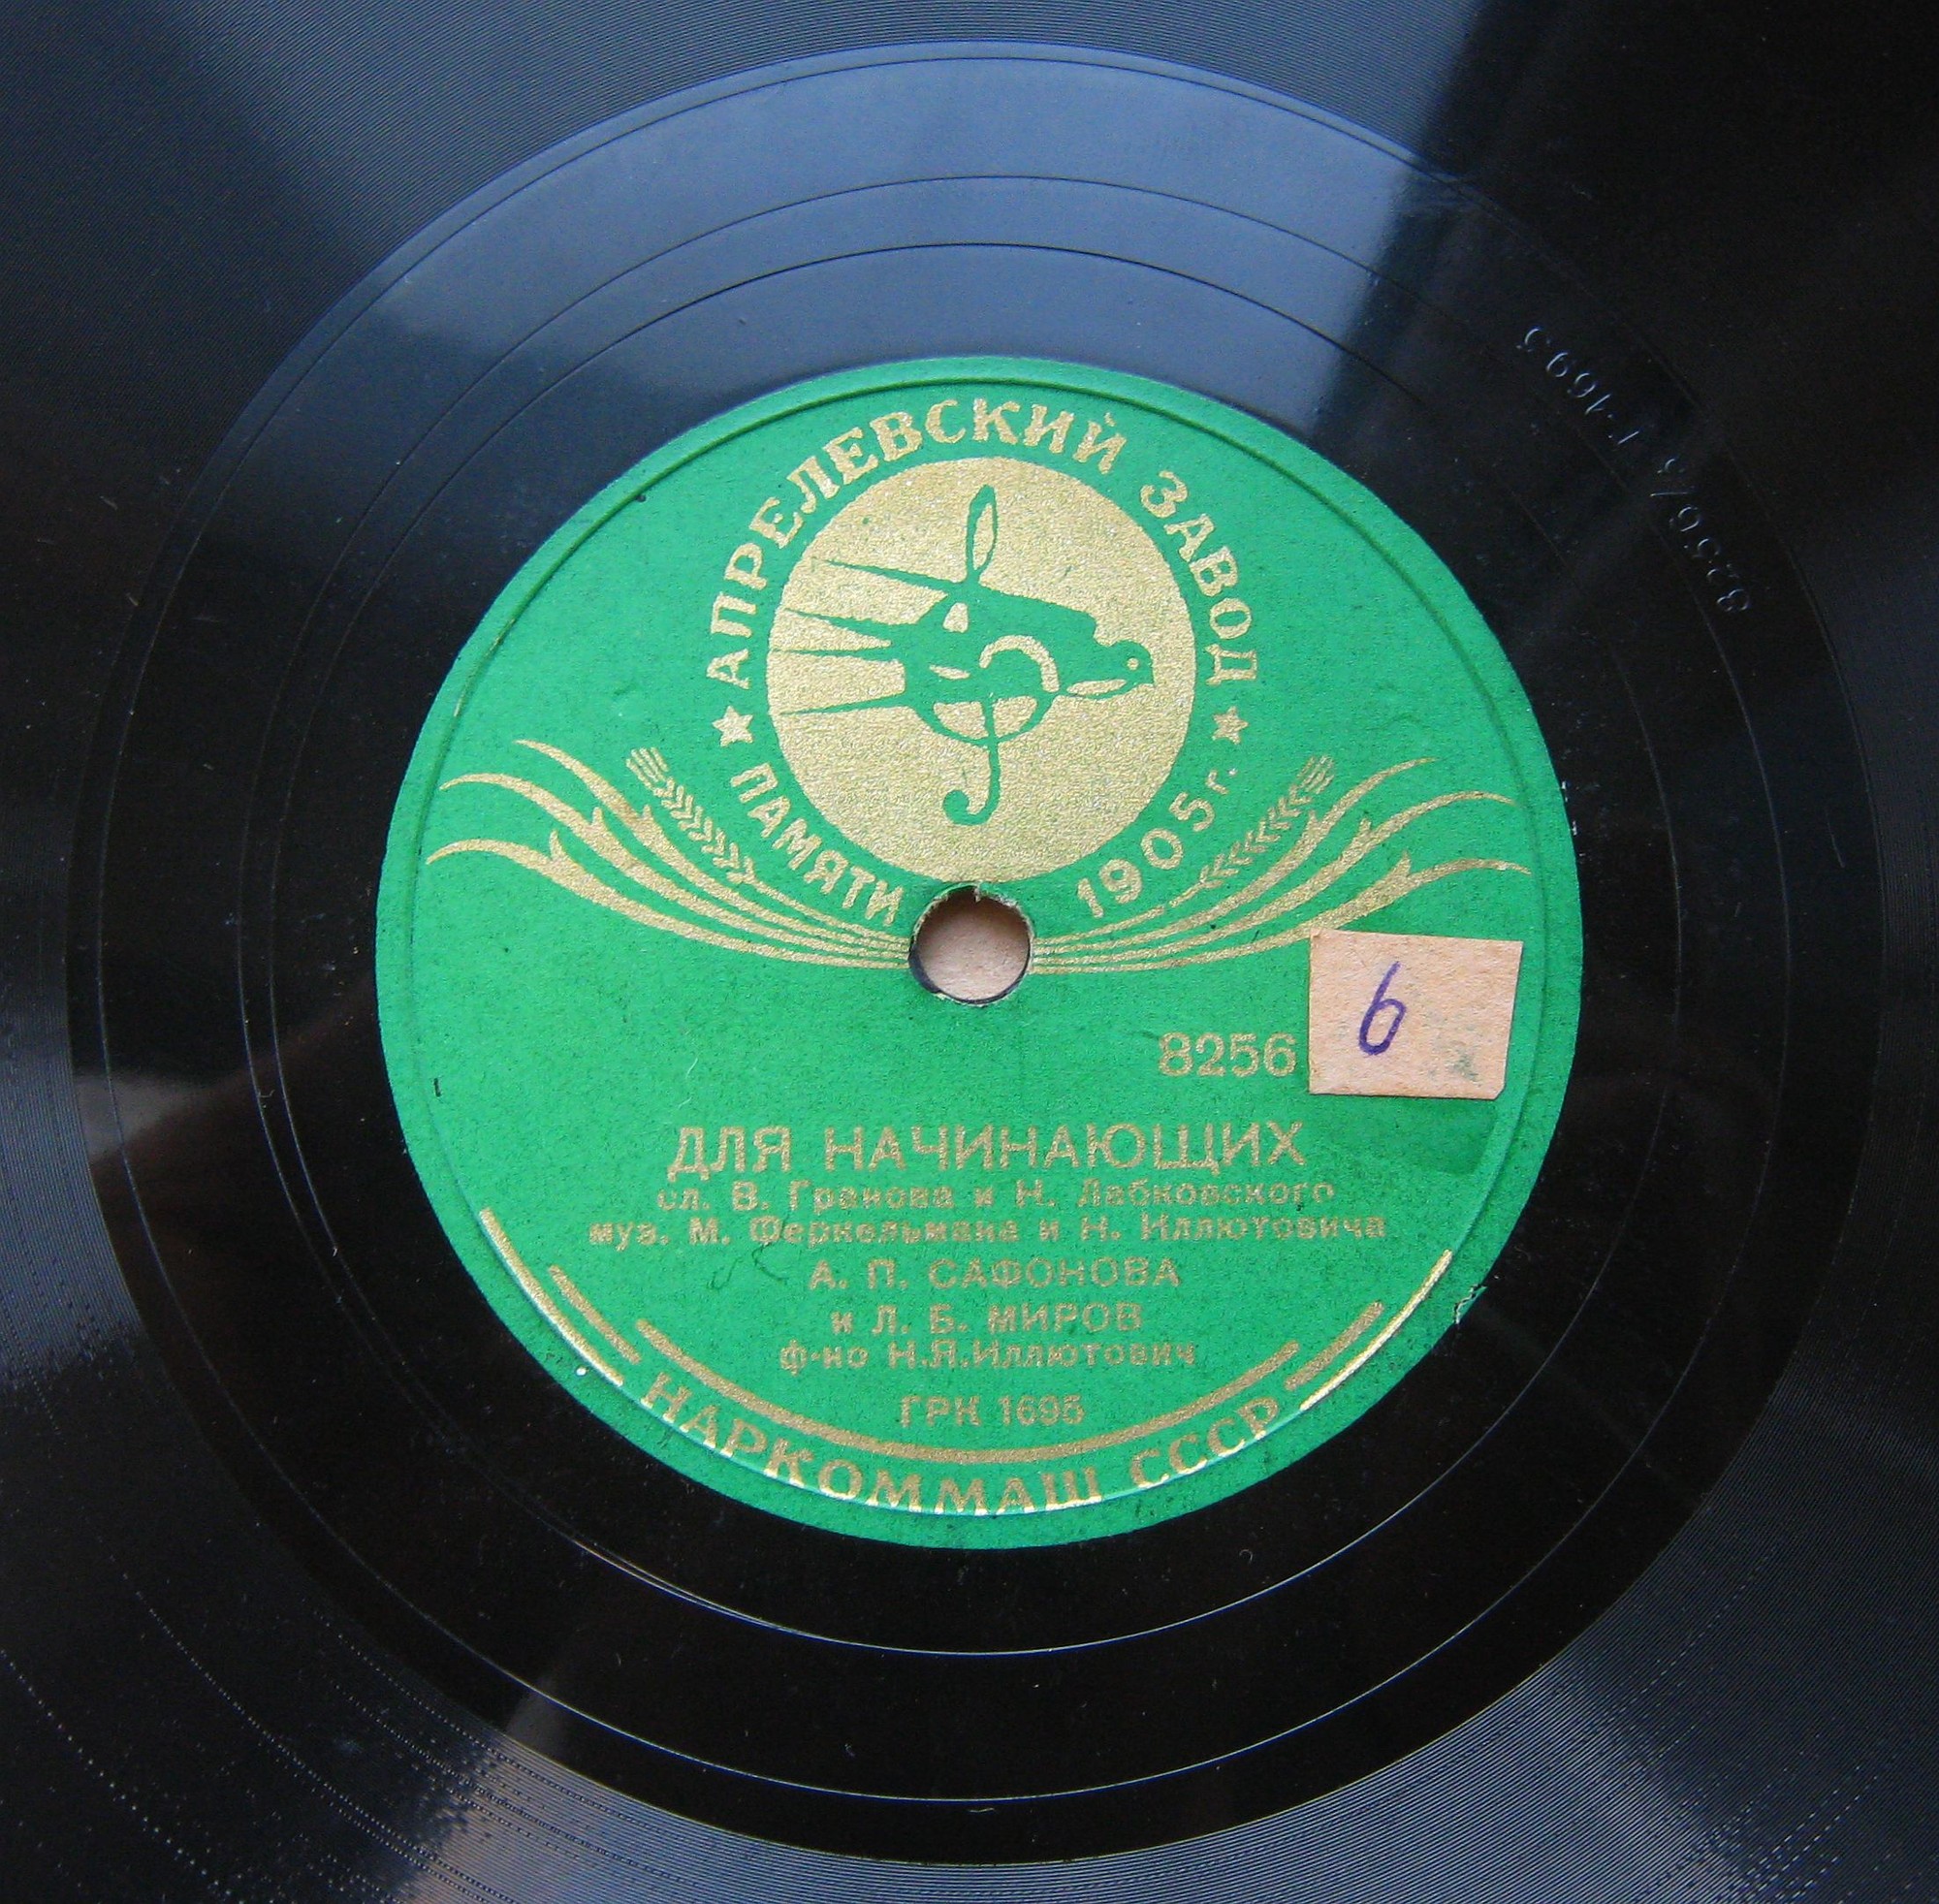 АПРЕЛЕВСКИЙ ЗАВОД
★ ПАМЯТИ 1905 г. ★
8256
6
ДЛЯ НАЧИНАЮЩИХ
сл. В. Гранова и Н. Лабковского
муз. М. Феркельмана и Н. Иллютовича
А. П. САФОНОВА
и Л. Б. МИРОВ
ф-но Н.Я.Иллютович
ГРК 1695
НАРКОММАШ СССР